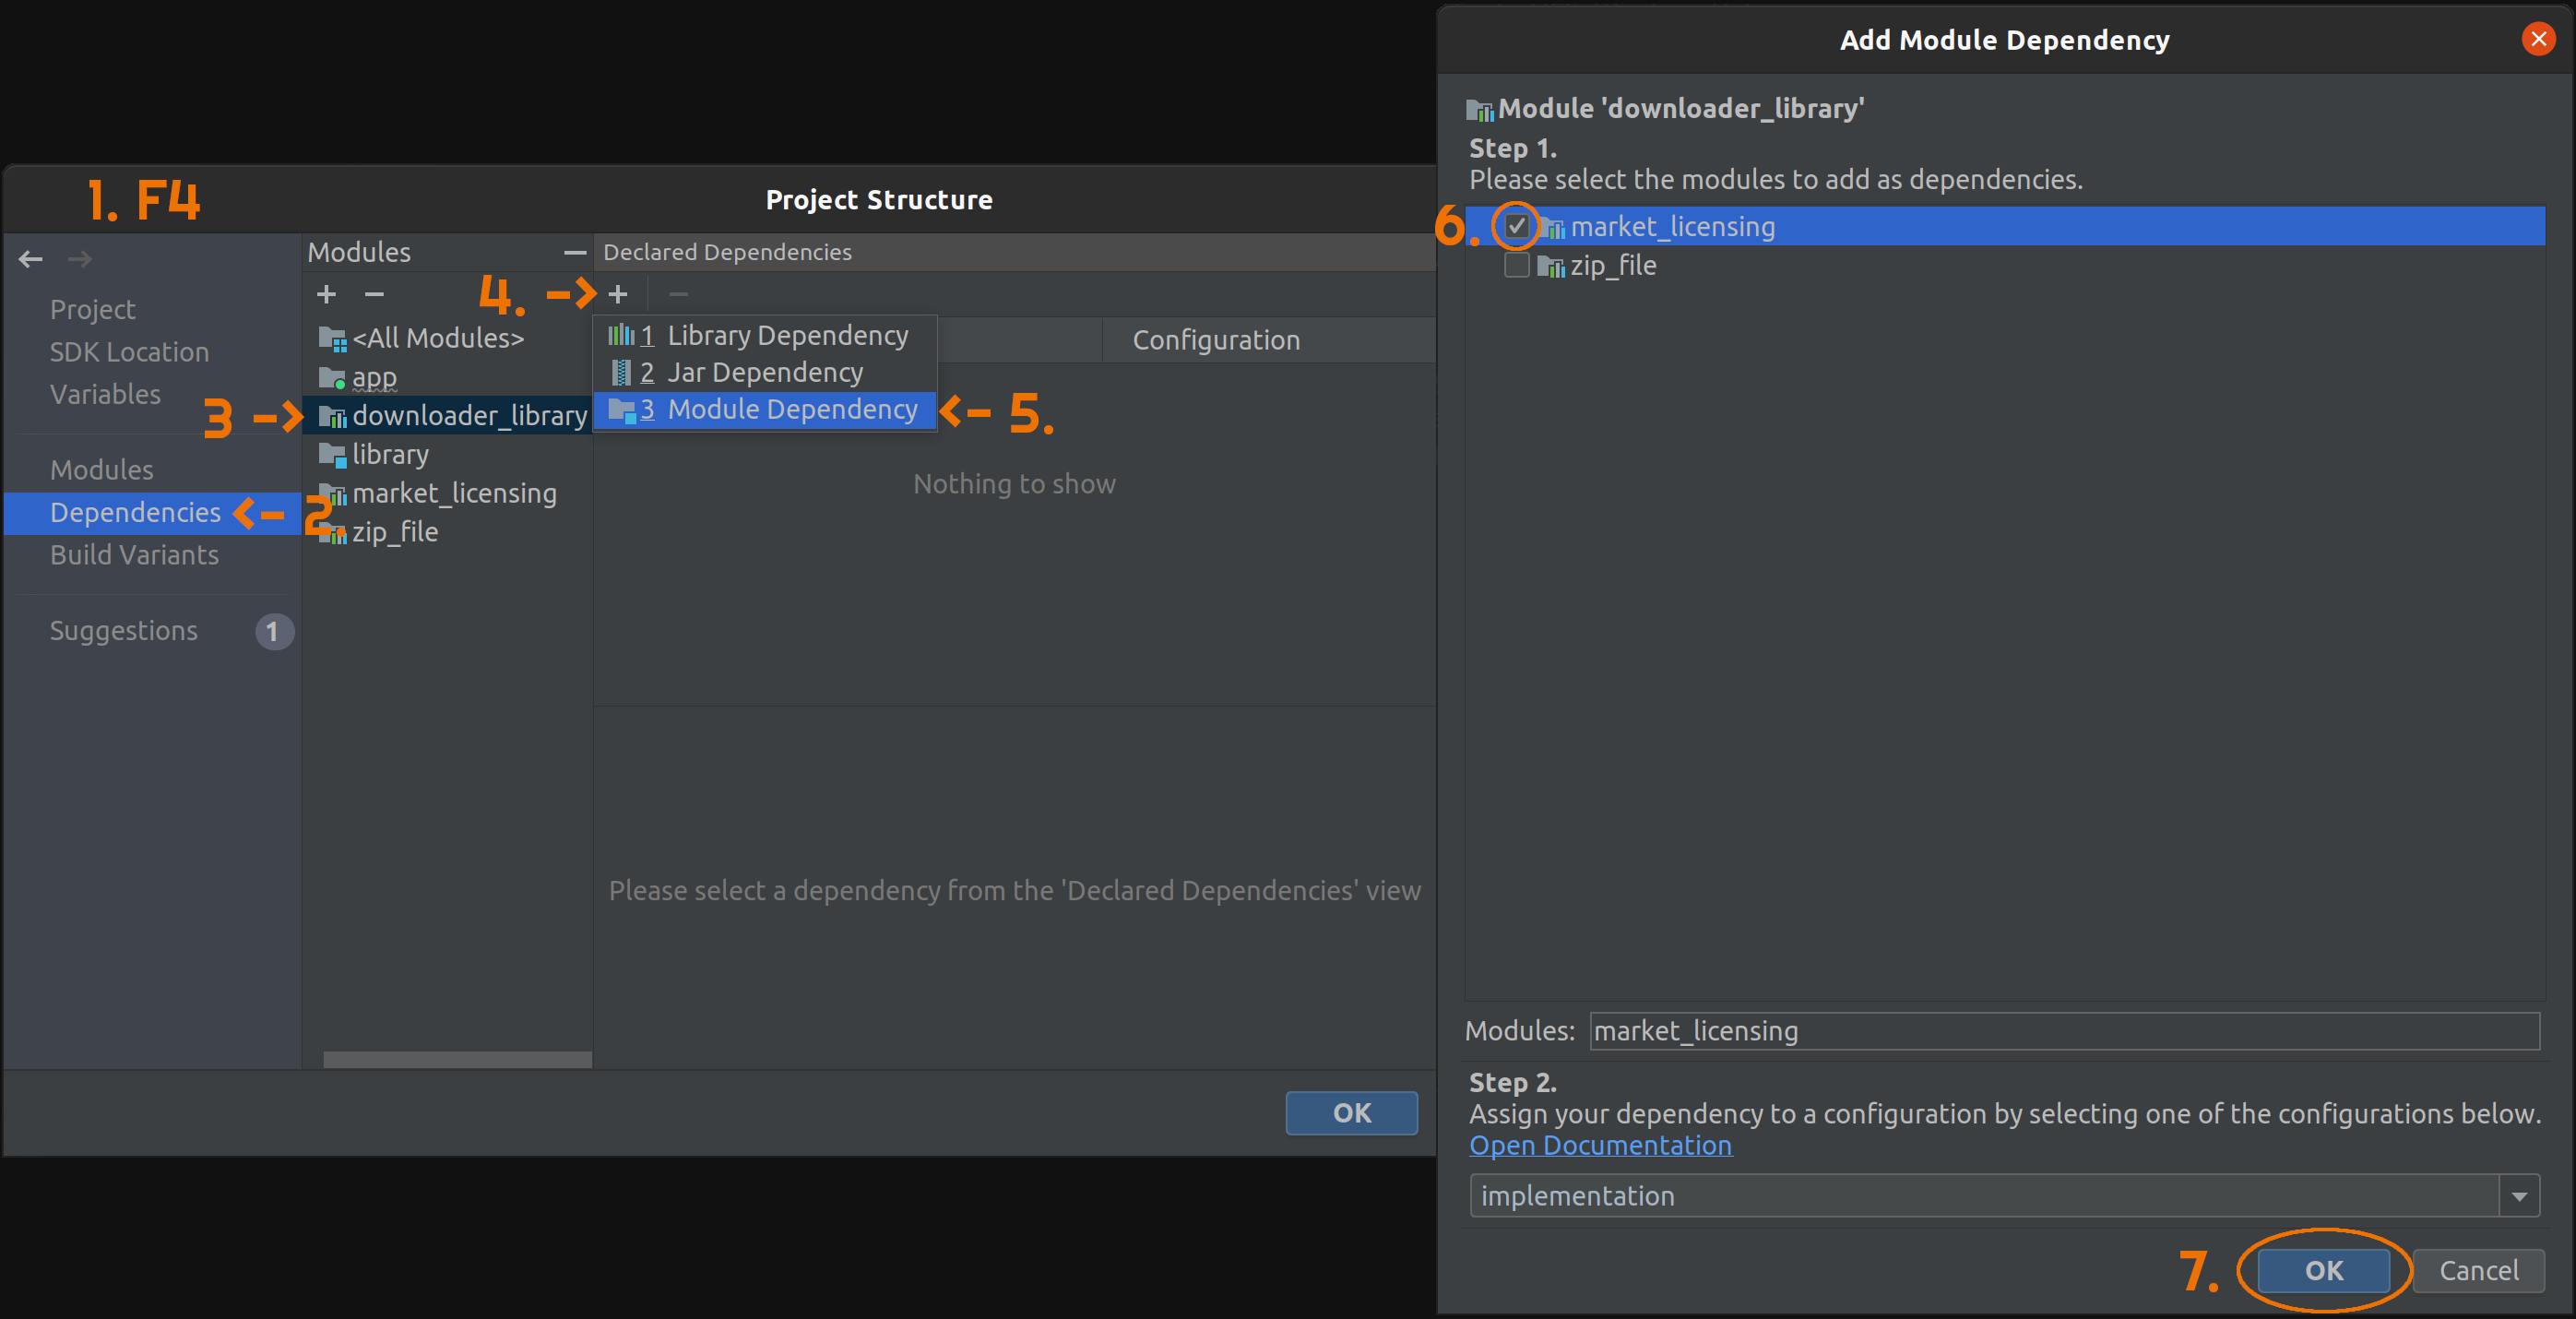 1. F4
Project Structure
Project
SDK Location
Variables
Modules
Dependencies
Build Variants
Suggestions 1
3
2.
Modules
<All Modules>
app
downloader_library
library
market_licensing
zip_file
Declared Dependencies
4.
1 Library Dependency
2 Jar Dependency
3 Module Dependency
5.
Configuration
Nothing to show
Please select a dependency from the 'Declared Dependencies' view
OK
Add Module Dependency
Module 'downloader_library'
Step 1.
Please select the modules to add as dependencies.
6. market_licensing
zip_file
Modules: market_licensing
Step 2.
Assign your dependency to a configuration by selecting one of the configurations below.
Open Documentation
implementation
7. OK Cancel